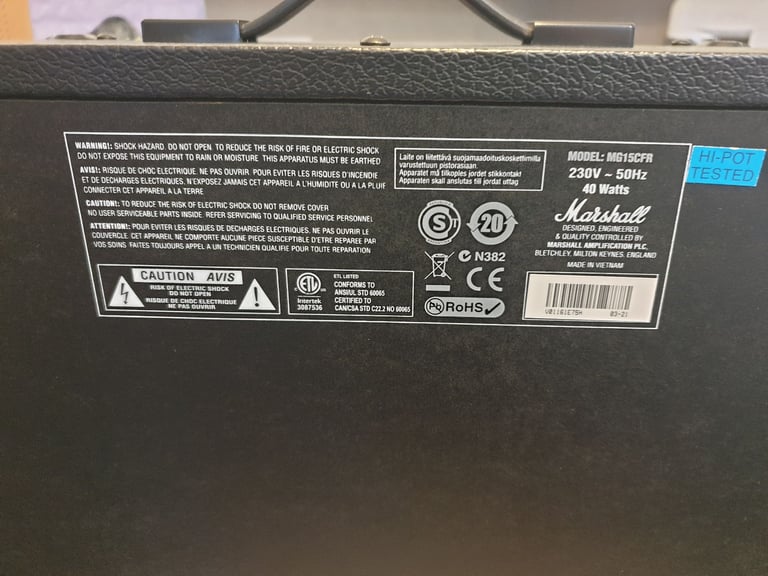 WARNING!: SHOCK HAZARD. DO NOT OPEN. TO REDUCE THE RISK OF FIRE OR ELECTRIC SHOCK
DO NOT EXPOSE THIS EQUIPMENT TO RAIN OR MOISTURE. THIS APPARATUS MUST BE EARTHED
AVIS!: RISQUE DE CHOC ELECTRIQUE. NE PAS OUVRIR. POUR EVITER LES RISQUES D'INCENDIE
ET DE DECHARGES ELECTRIQUES, N'EXPOSEZ JAMAIS CET APPAREIL A L'HUMIDITE OU A LA PLUIE
CONNECTER CET APPAREIL A LA TERRE
CAUTION!: TO REDUCE THE RISK OF ELECTRIC SHOCK DO NOT REMOVE COVER
NO USER SERVICEABLE PARTS INSIDE. REFER SERVICING TO QUALIFIED SERVICE PERSONNEL
ATTENTION!: POUR EVITER LES RISQUES DE DECHARGES ELECTRIQUES, NE PAS OUVRIR LE
COUVERCLE. CET APPAREIL NE COMPORTE AUCUNE PIECE SUSCEPTIBLE D'ETRE REPAREE PAR
VOS SOINS. FAITES TOUJOURS APPEL A UN TECHNICIEN QUALIFIE POUR TOUTE REPARATION
CAUTION AVIS
RISK OF ELECTRIC SHOCK
DO NOT OPEN
RISQUE DE CHOC ELECTRIQUE
NE PAS OUVRIR
ETL
Intertek
3087536
ETL LISTED
CONFORMS TO
ANSI/UL STD 60065
CERTIFIED TO
CAN/CSA STD C22.2 NO 60065
Laite on liitettävä suojamaadoituskoskettimilla
varustettuun pistorasiaan.
Apparatet må tilkoples jordet stikkontakt!
Apparaten skall anslutas till jordat uttag
S
20
N382
CE
Pb RoHS
MODEL: MG15CFR
230V ~ 50Hz
40 Watts
Marshall
DESIGNED, ENGINEERED
& QUALITY CONTROLLED BY
MARSHALL AMPLIFICATION PLC,
BLETCHLEY, MILTON KEYNES, ENGLAND
MADE IN VIETNAM
V01161E75H 03-21
HI-POT
TESTED